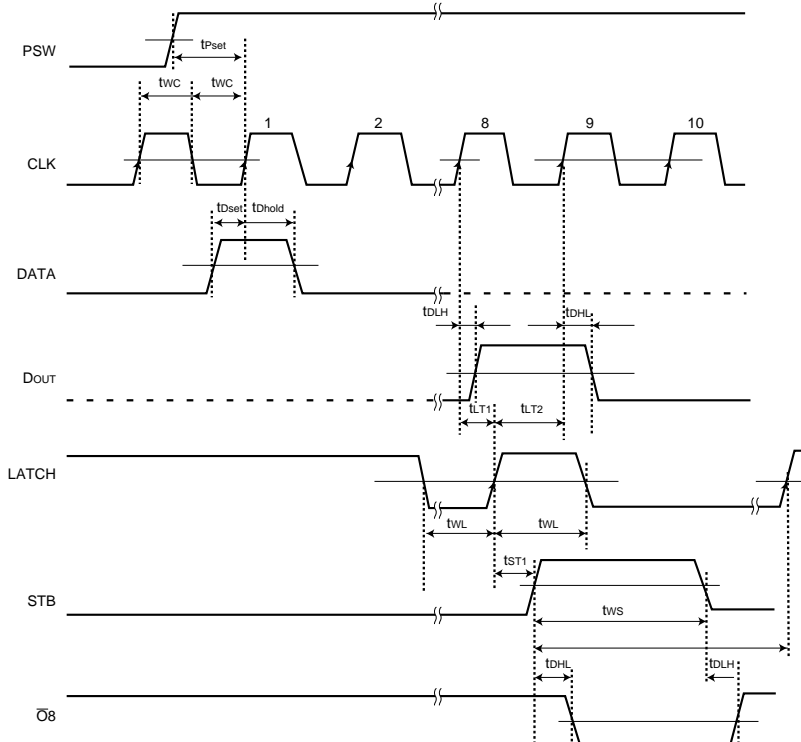 PSW
tPset
tWC tWC
CLK
1 2 8 9 10
tDset tDhold
DATA
tDLH tDHL
DOUT
tLT1 tLT2
LATCH
tWL tWL
tST1
STB
tWS
tDHL tDLH
O̅8